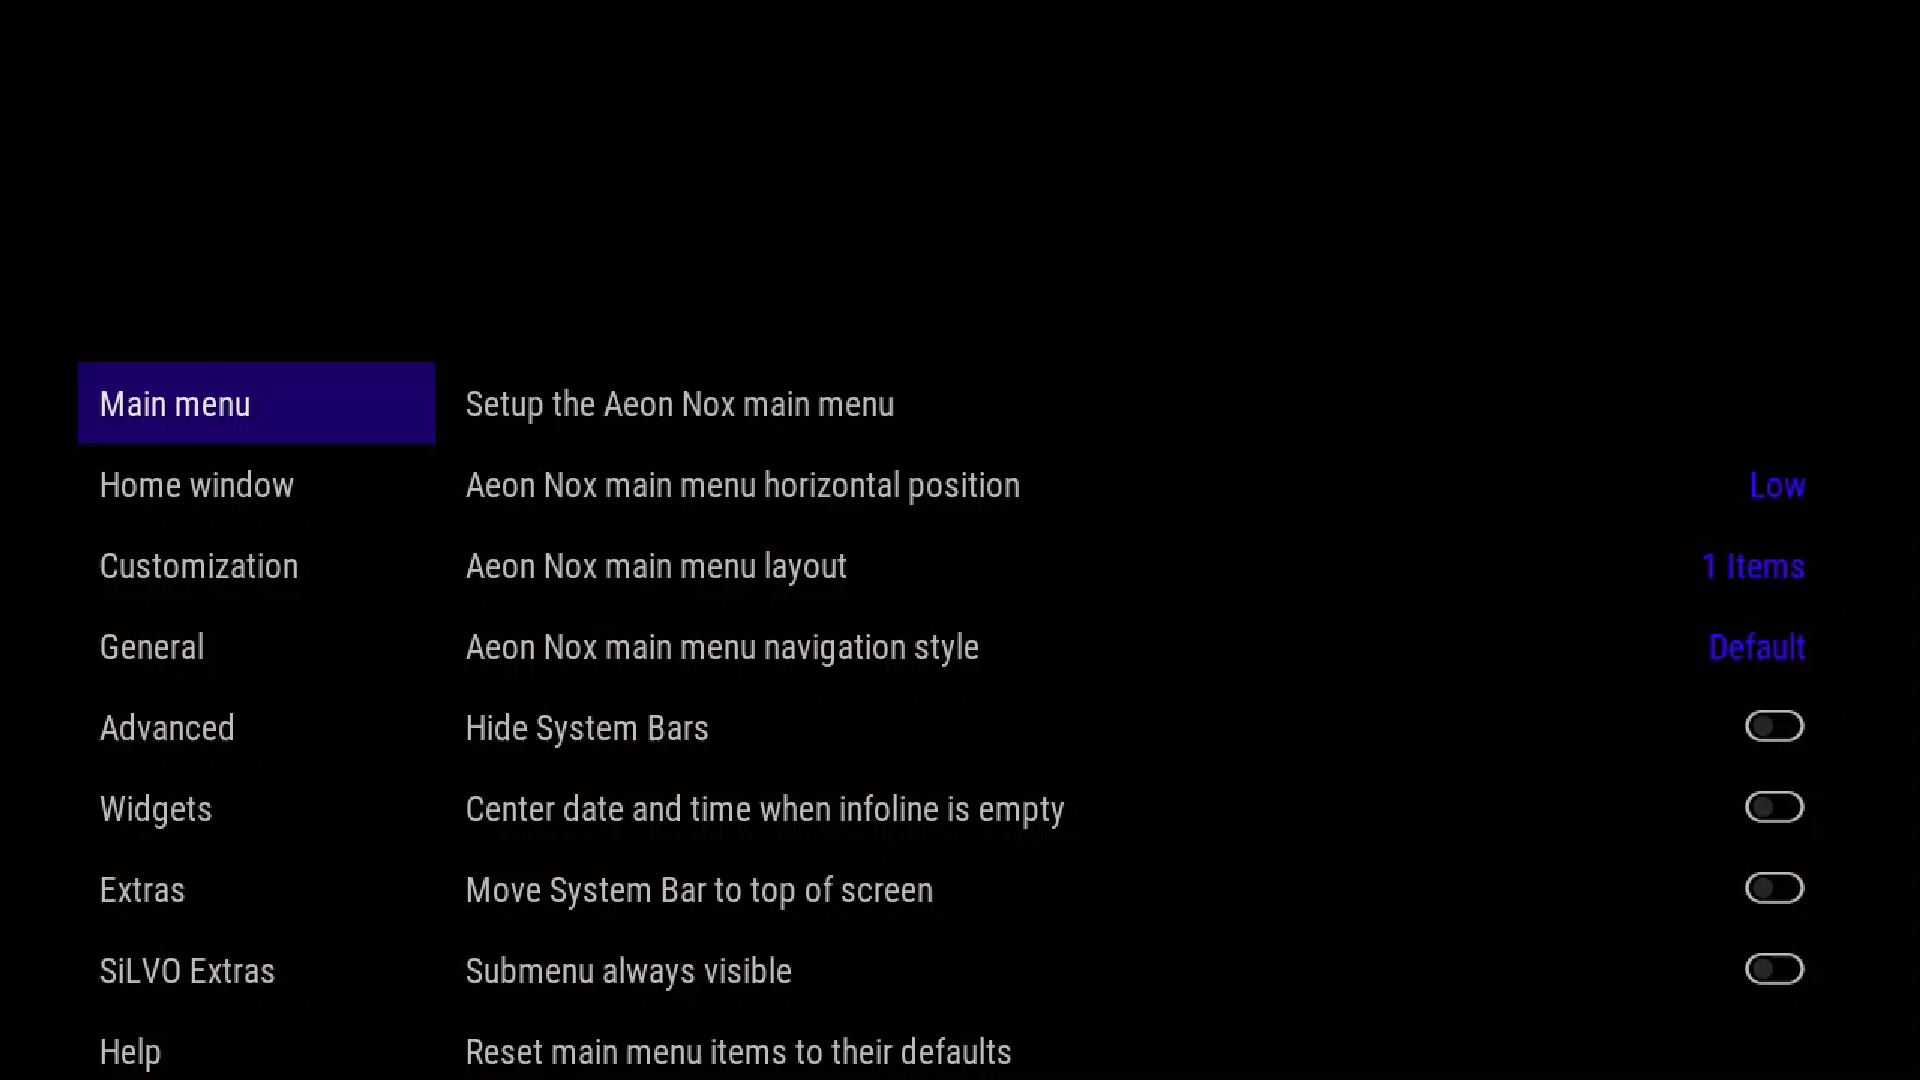 Main menu
Setup the Aeon Nox main menu
Home window
Aeon Nox main menu horizontal position
Low
Customization
Aeon Nox main menu layout
1 Items
General
Aeon Nox main menu navigation style
Default
Advanced
Hide System Bars
Widgets
Center date and time when infoline is empty
Extras
Move System Bar to top of screen
SiLVO Extras
Submenu always visible
Help
Reset main menu items to their defaults